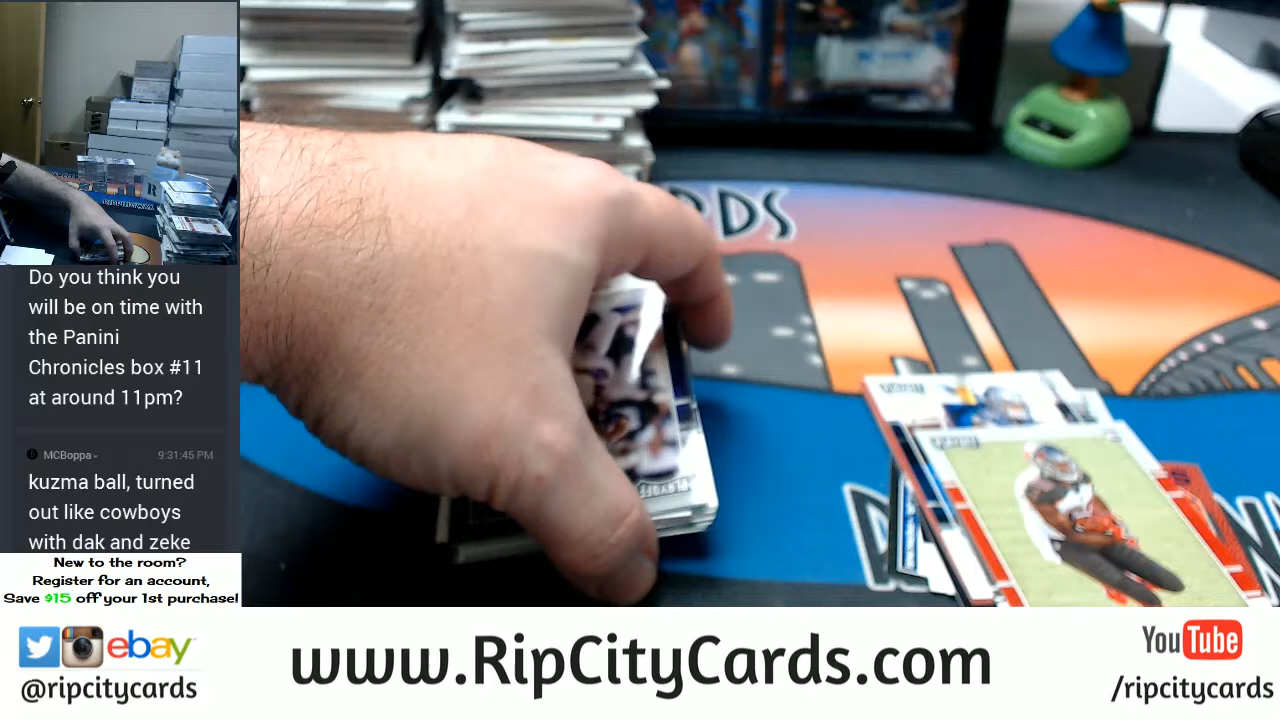 Do you think you
will be on time with
the Panini
Chronicles box #11
at around 11pm?
MCBoppa
9:31:45 PM
kuzma ball, turned
out like cowboys
with dak and zeke
New to the room?
Register for an account,
Save $15 off your 1st purchase!
RDS
PLAYOFF
ebay
@ripcitycards
www.RipCityCards.com
YouTube
/ripcitycards